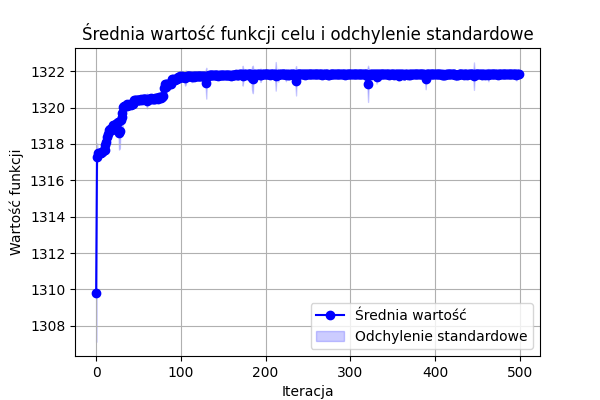 Średnia wartość funkcji celu i odchylenie standardowe
Wartość funkcji
1322
1320
1318
1316
1314
1312
1310
1308
0 100 200 300 400 500
Iteracja
Średnia wartość
Odchylenie standardowe